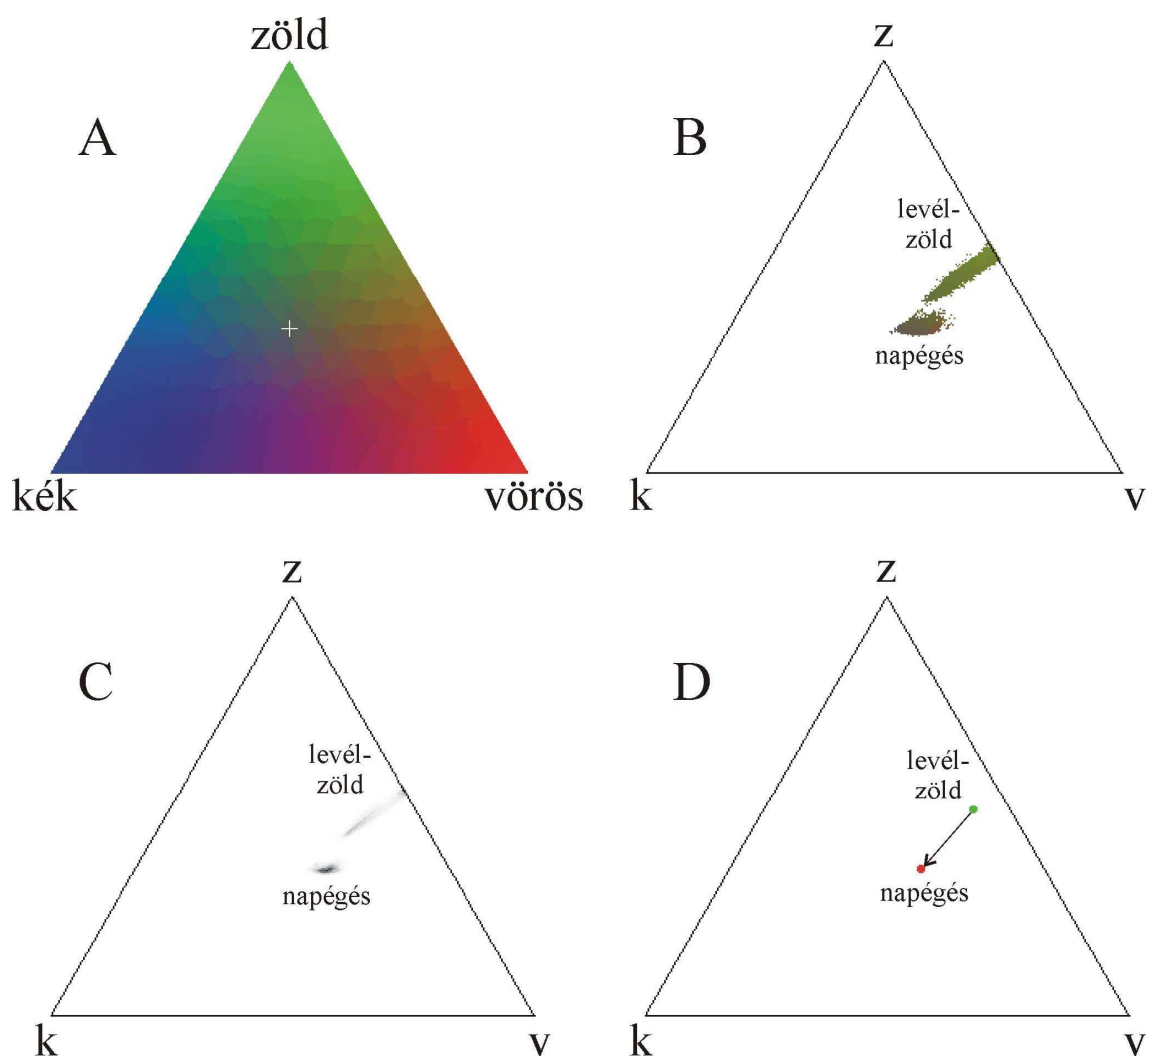 zöld
A
kék
vörös
z
B
levél-
zöld
napégés
k
v
z
C
levél-
zöld
napégés
k
v
z
D
levél-
zöld
napégés
k
v